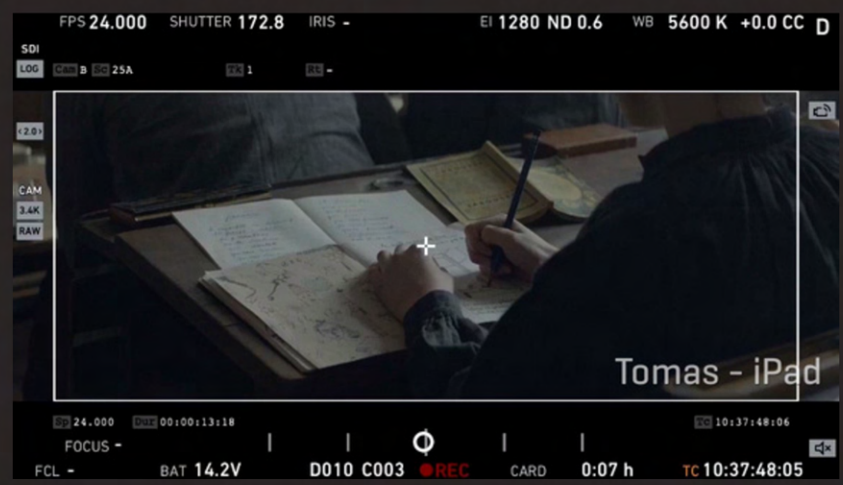 FPS 24.000 SHUTTER 172.8 IRIS - EI 1280 ND 0.6 WB 5600 K +0.0 CC D
SDI
LOG Cam B Sc 25A Tk 1 Rt -
<2.0>
CAM
3.4K
RAW
Tomas - iPad
Sp 24.000 Dur 00:00:13:18 Tc 10:37:48:06
FOCUS -
FCL - BAT 14.2V D010 C003 REC CARD 0:07 h TC 10:37:48:05